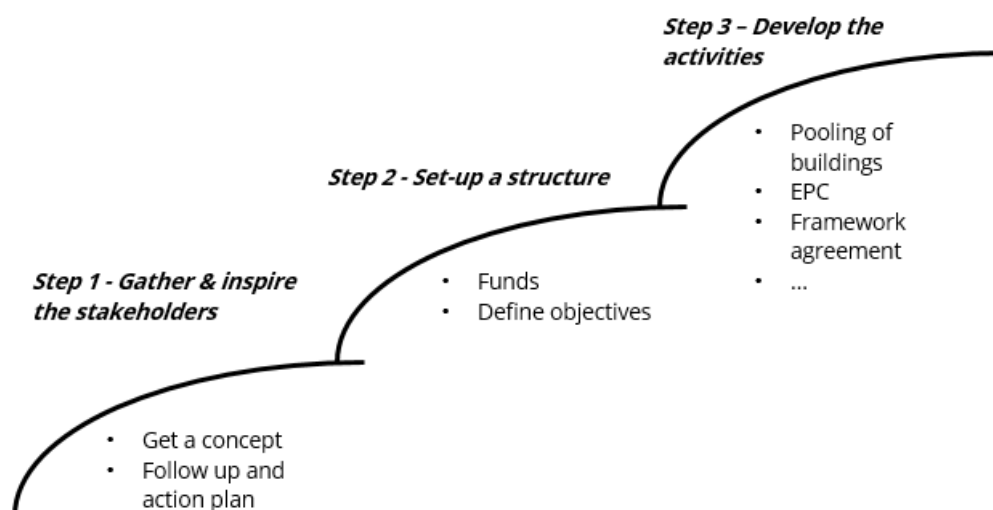 Step 1 - Gather & inspire
the stakeholders
• Get a concept
• Follow up and
action plan
Step 2 - Set-up a structure
• Funds
• Define objectives
Step 3 – Develop the
activities
• Pooling of
buildings
• EPC
• Framework
agreement
• ...